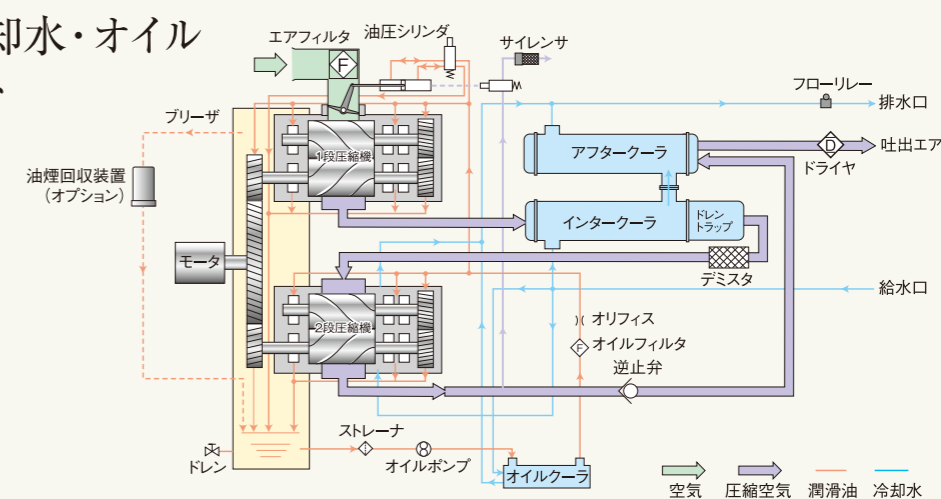 却水・オイル
エアフィルタ
油圧シリンダ
サイレンサ
F
フローリレー
排水口
ブリーザ
1段圧縮機
アフタークーラ
D
吐出エア
ドライヤ
油煙回収装置
(オプション)
インタークーラ
ドレン
トラップ
モータ
デミスタ
給水口
2段圧縮機
オリフィス
F
オイルフィルタ
逆止弁
ストレーナ
オイルポンプ
ドレン
オイルクーラ
空気
圧縮空気
潤滑油
冷却水